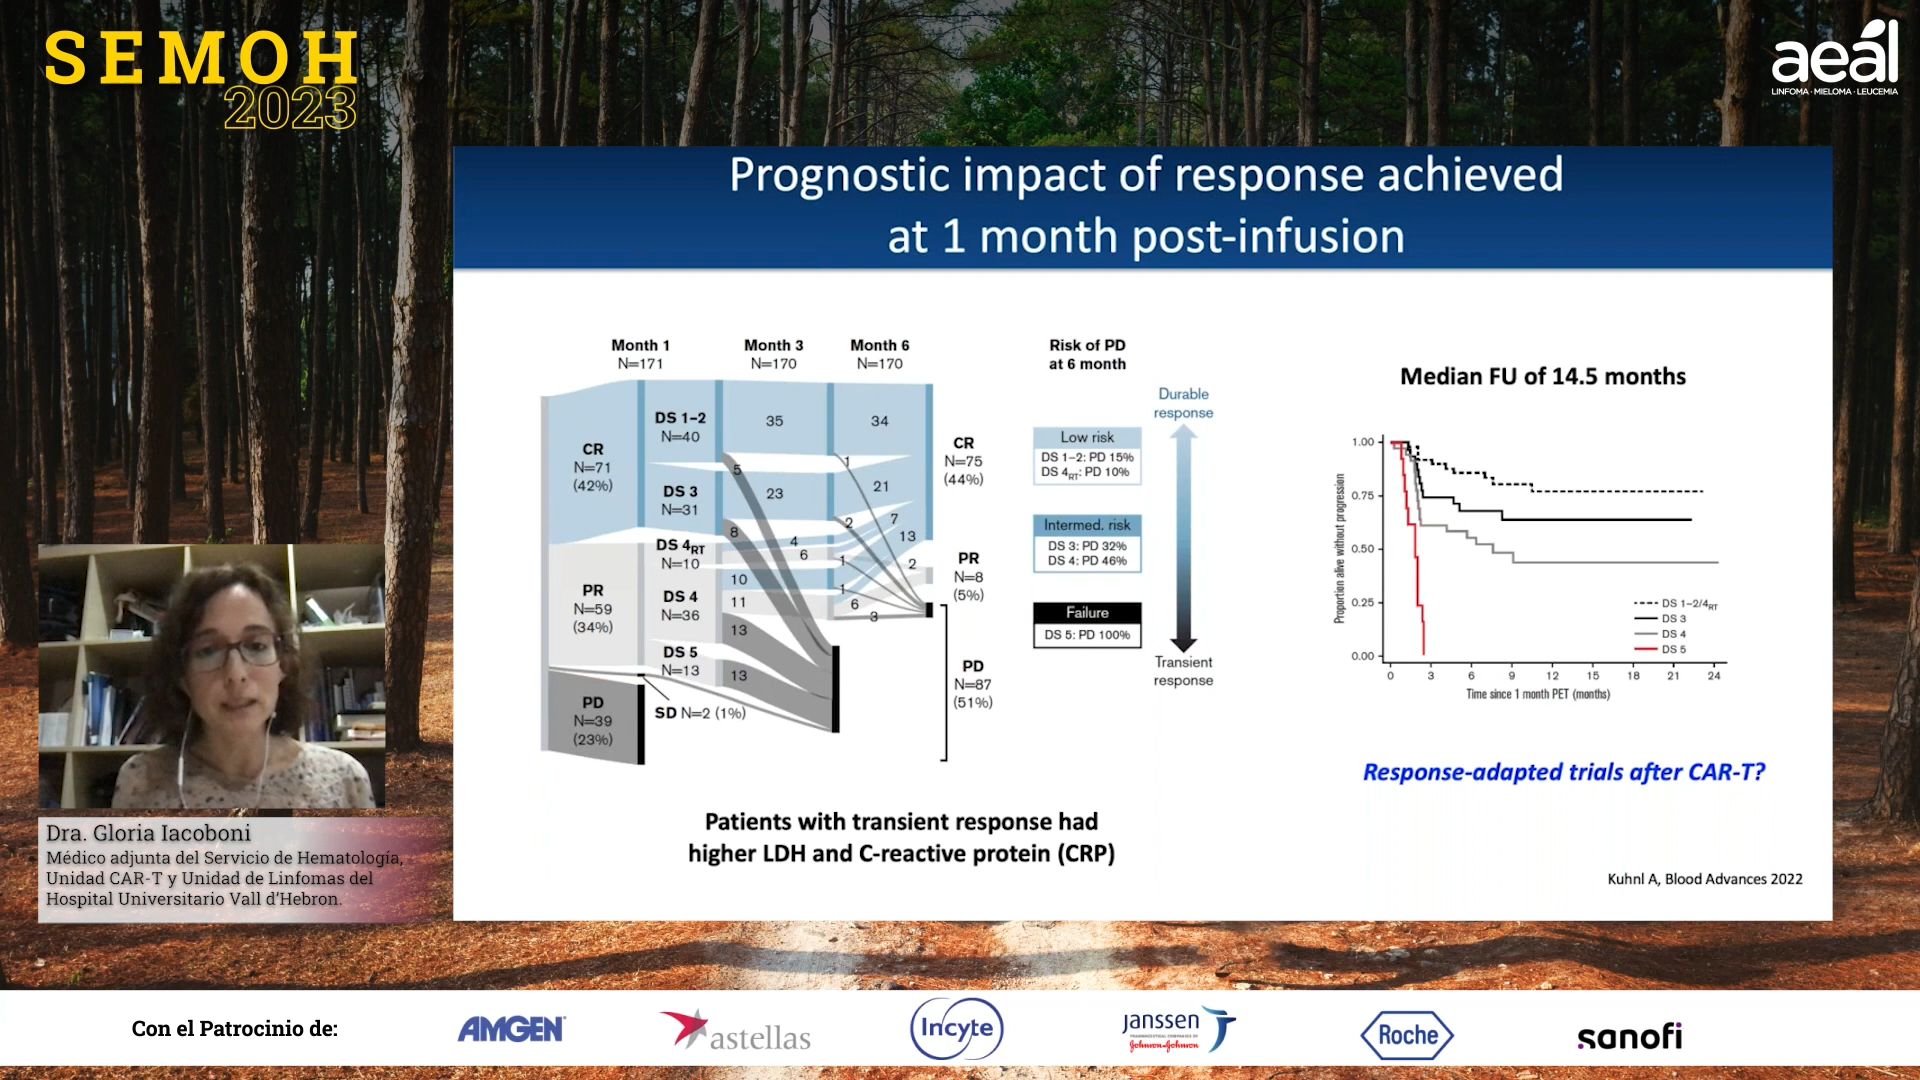 SEMOH
2023
aeal
LINFOMA · MIELOMA · LEUCEMIA
Prognostic impact of response achieved
at 1 month post-infusion
Month 1
N=171
Month 3
N=170
Month 6
N=170
Risk of PD
at 6 month
CR
N=71
(42%)
PR
N=59
(34%)
PD
N=39
(23%)
DS 1–2
N=40
DS 3
N=31
DS 4RT
N=10
DS 4
N=36
DS 5
N=13
SD N=2 (1%)
35
5
23
8
4
6
10
11
13
13
34
1
21
2
7
13
1
2
1
6
3
CR
N=75
(44%)
PR
N=8
(5%)
PD
N=87
(51%)
Low risk
DS 1–2: PD 15%
DS 4RT: PD 10%
Intermed. risk
DS 3: PD 32%
DS 4: PD 46%
Failure
DS 5: PD 100%
Durable
response
Transient
response
Median FU of 14.5 months
Proportion alive without progression
1.00
0.75
0.50
0.25
0.00
0 3 6 9 12 15 18 21 24
Time since 1 month PET (months)
DS 1–2/4RT
DS 3
DS 4
DS 5
Response-adapted trials after CAR-T?
Patients with transient response had
higher LDH and C-reactive protein (CRP)
Kuhnl A, Blood Advances 2022
Dra. Gloria Iacoboni
Médico adjunta del Servicio de Hematología,
Unidad CAR-T y Unidad de Linfomas del
Hospital Universitario Vall d'Hebron.
Con el Patrocinio de:
AMGEN
astellas
Incyte
janssen
PHARMACEUTICAL COMPANIES OF
Johnson & Johnson
Roche
sanofi